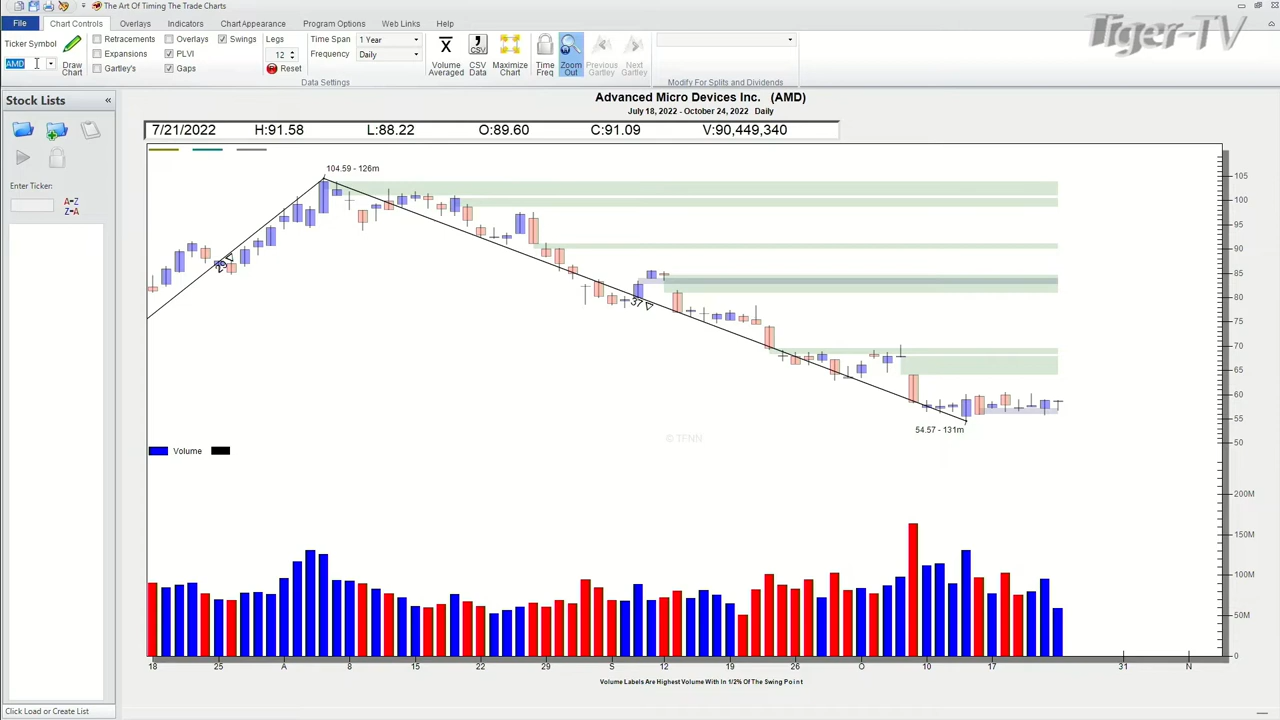 The Art Of Timing The Trade Charts
File Chart Controls Overlays Indicators Chart Appearance Program Options Web Links Help
Tiger-TV
Ticker Symbol
AMD
Draw
Chart
Retracements
Expansions
Gartley's
Overlays
PLVI
Gaps
Swings
Legs
12
Reset
Time Span 1 Year
Frequency Daily
Data Settings
Volume
Averaged
CSV
CSV
Data
Maximize
Chart
Time
Freq
Zoom
Out
Previous
Gartley
Next
Gartley
Modify For Splits and Dividends
Stock Lists «
Enter Ticker:
A-Z
Z-A
Click Load or Create List
Advanced Micro Devices Inc. (AMD)
July 18, 2022 - October 24, 2022 Daily
7/21/2022 H:91.58 L:88.22 O:89.60 C:91.09 V:90,449,340
104.59 - 126m
37
54.57 - 131m
© TFNN
Volume
105
100
95
90
85
80
75
70
65
60
55
50
200M
150M
100M
50M
0
18 25 A 8 15 22 29 S 12 19 26 O 10 17 31 N
Volume Labels Are Highest Volume With In 1/2% Of The Swing Point